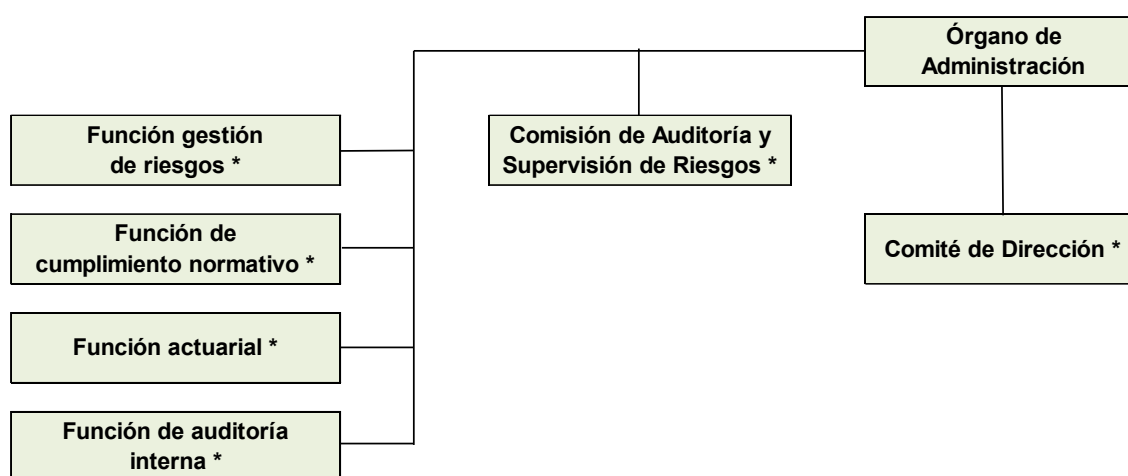 Órgano de
Administración
Función gestión
de riesgos *
Comisión de Auditoría y
Supervisión de Riesgos *
Función de
cumplimiento normativo *
Comité de Dirección *
Función actuarial *
Función de auditoría
interna *